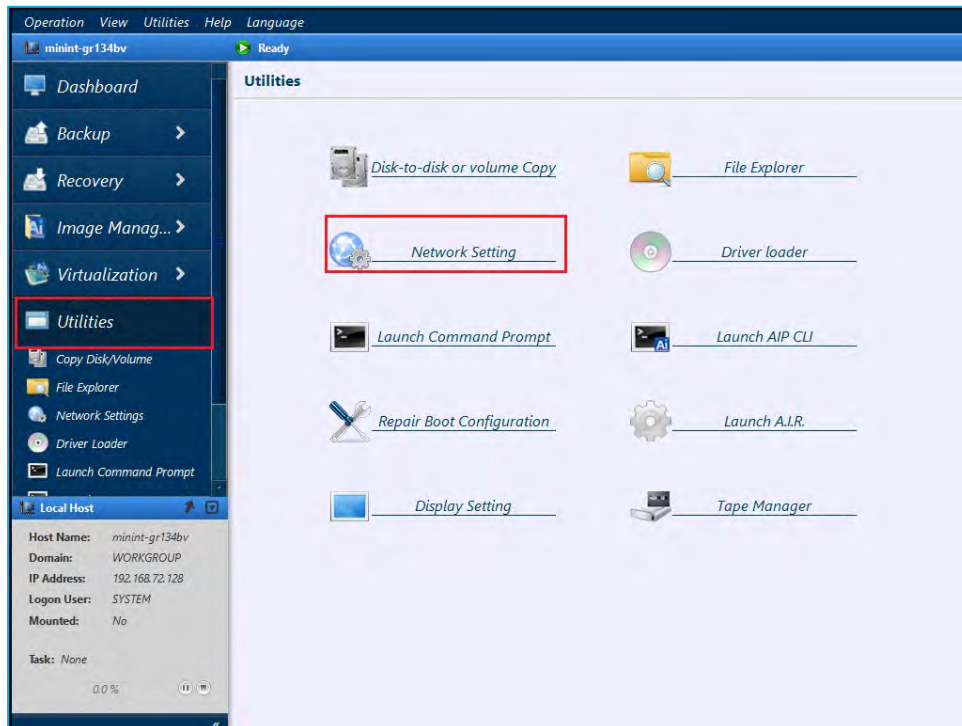 Operation View Utilities Help Language
minint-gr134bv
Ready
Dashboard
Backup
Recovery
Image Manag...
Virtualization
Utilities
Copy Disk/Volume
File Explorer
Network Settings
Driver Loader
Launch Command Prompt
Local Host
Host Name: minint-gr134bv
Domain: WORKGROUP
IP Address: 192.168.72.128
Logon User: SYSTEM
Mounted: No
Task: None
0.0 %
Utilities
Disk-to-disk or volume Copy
File Explorer
Network Setting
Driver loader
Launch Command Prompt
Launch AIP CLI
Repair Boot Configuration
Launch A.I.R.
Display Setting
Tape Manager